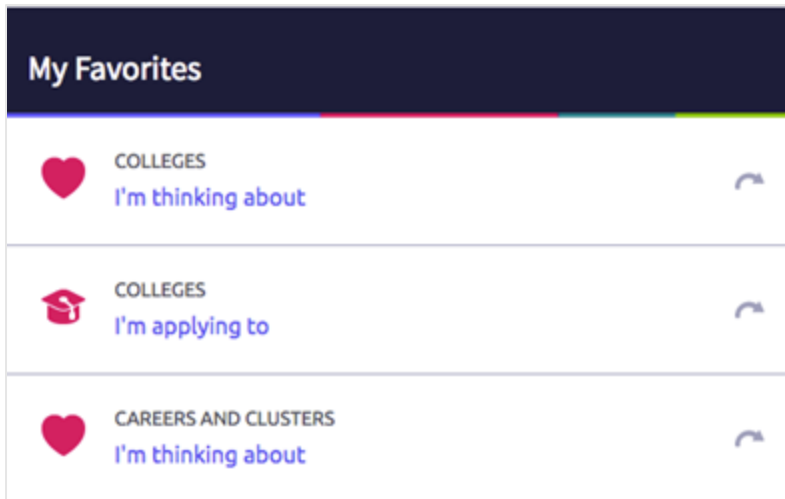 My Favorites
COLLEGES
I'm thinking about
COLLEGES
I'm applying to
CAREERS AND CLUSTERS
I'm thinking about